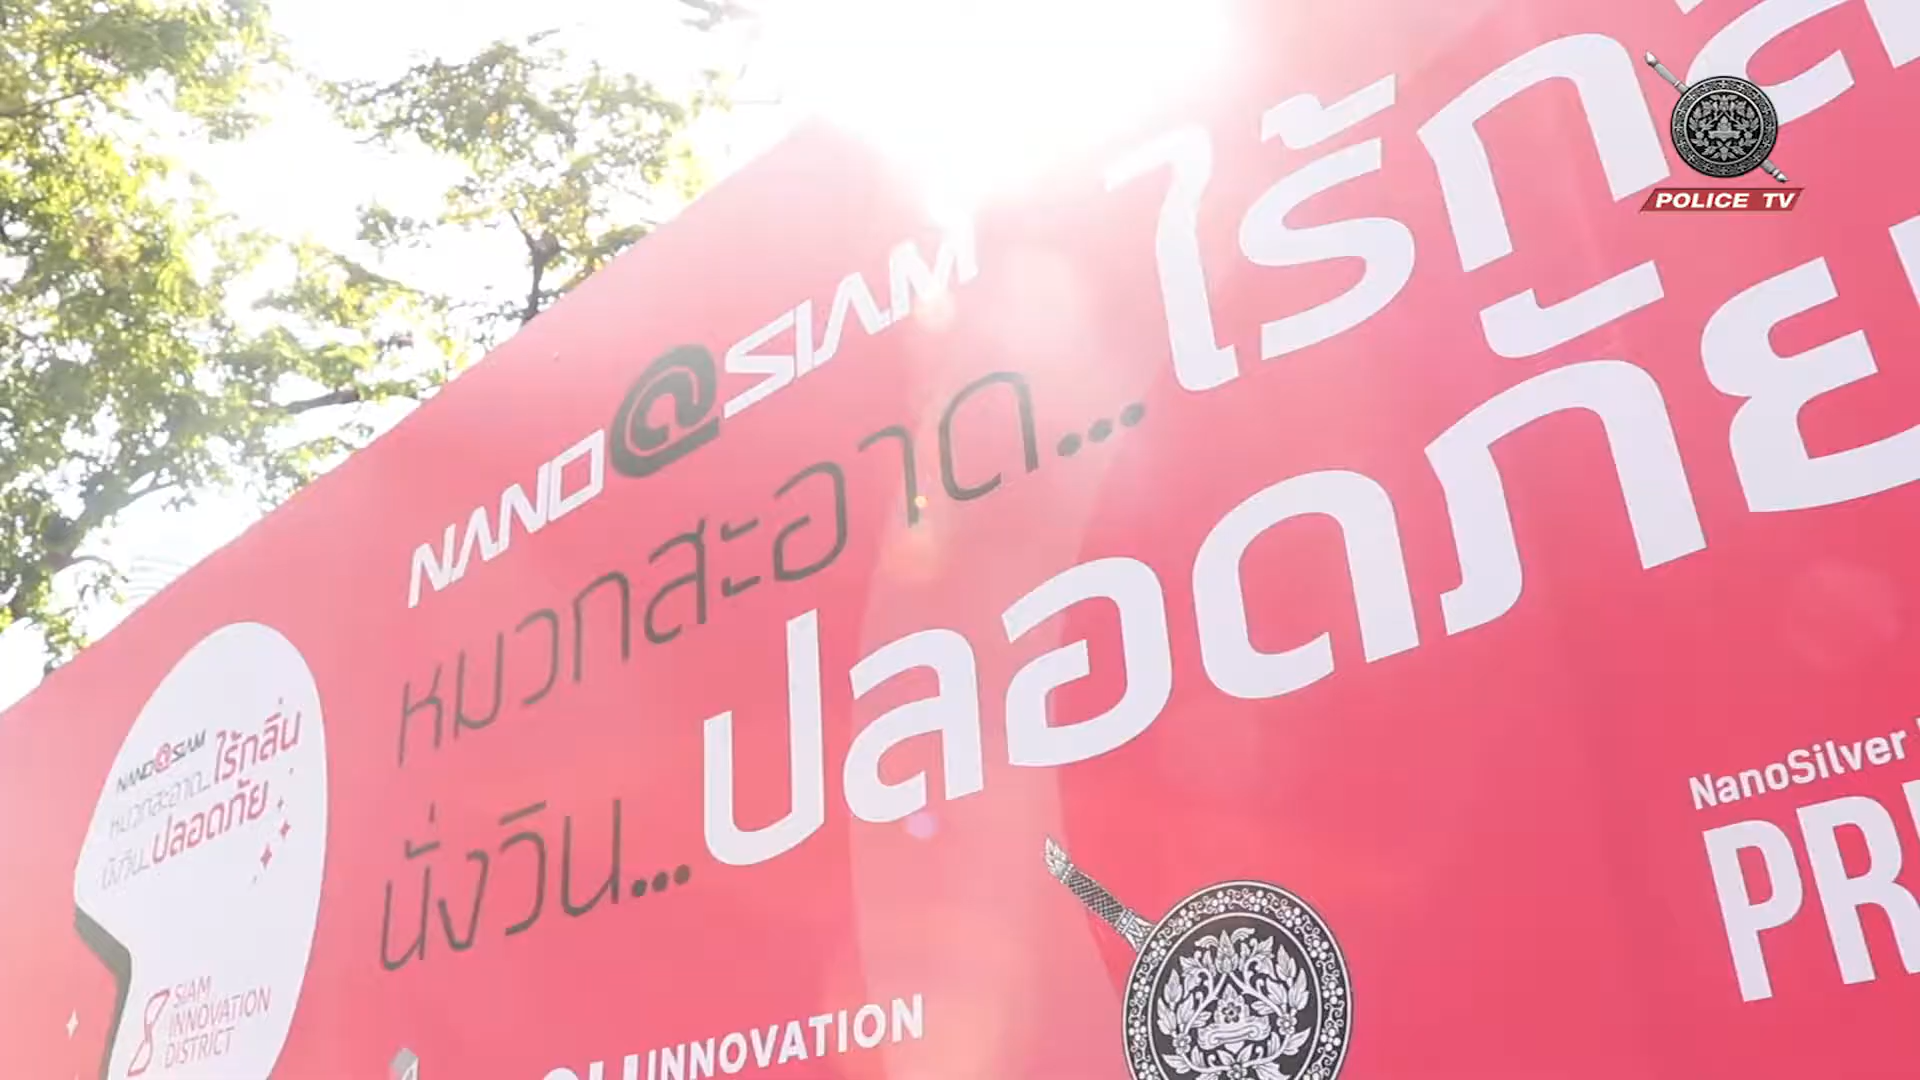 POLICE TV
NANO@SIAM
หมวกสะอาด... ไร้กลิ
นั่งวิน... ปลอดภัย
NANO@SIAM
หมวกสะอาด... ไร้กลิ่น
นั่งวิน... ปลอดภัย
SIAM
INNOVATION
DISTRICT
INNOVATION
NanoSilver
PR